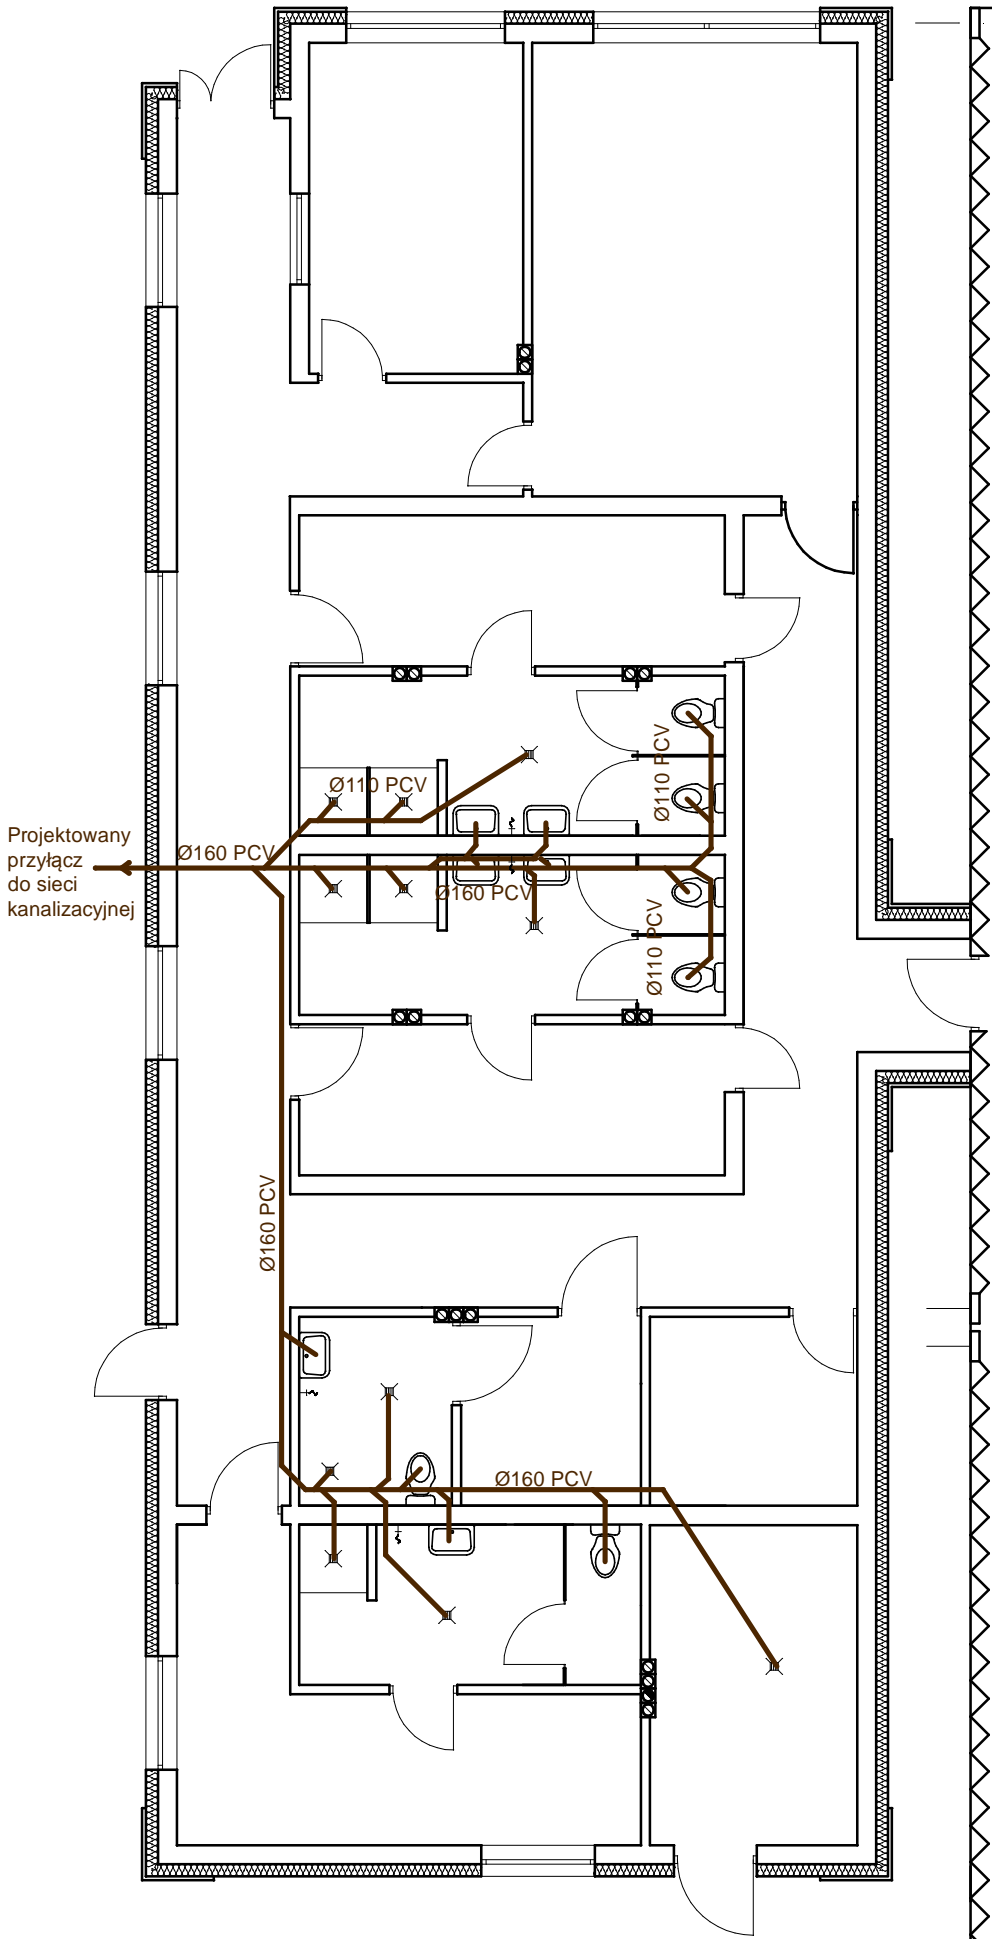 Ø110 PCV
Ø110 PCV
Projektowany
przyłącz
do sieci
kanalizacyjnej
Ø160 PCV
Ø160 PCV
Ø110 PCV
Ø160 PCV
Ø160 PCV